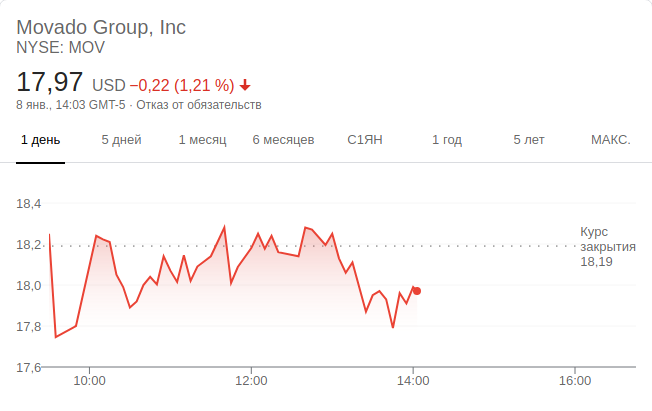 Movado Group, Inc
NYSE: MOV
17,97 USD −0,22 (1,21 %)
8 янв., 14:03 GMT-5 · Отказ от обязательств
1 день 5 дней 1 месяц 6 месяцев С1ЯН 1 год 5 лет МАКС.
18,4
18,2
18,0
17,8
17,6
Курс
закрытия
18,19
10:00 12:00 14:00 16:00